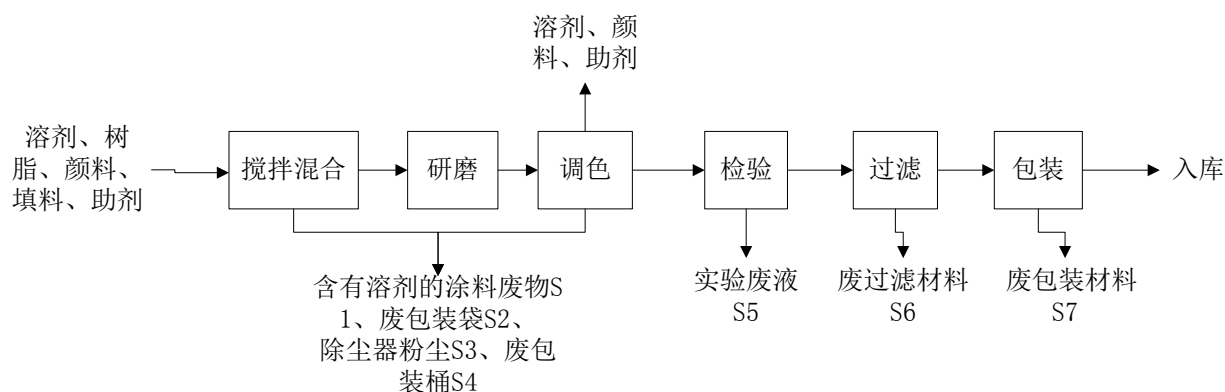 溶剂、颜
料、助剂
溶剂、树
脂、颜料、
填料、助剂
搅拌混合
研磨
调色
检验
过滤
包装
入库
含有溶剂的涂料废物S
1、废包装袋S2、
除尘器粉尘S3、废包
装桶S4
实验废液
S5
废过滤材料
S6
废包装材料
S7